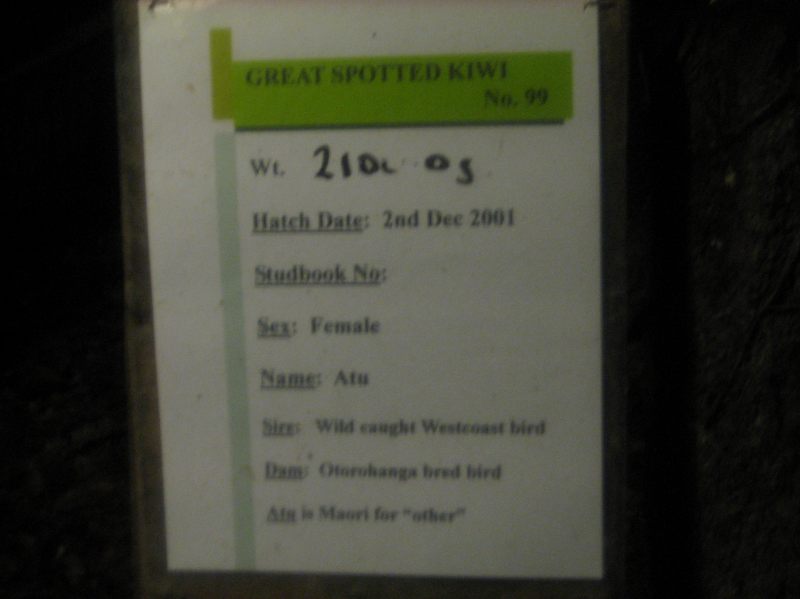 GREAT SPOTTED KIWI
No. 99
Wt.
Hatch Date: 2nd Dec 2001
Studbook No:
Sex: Female
Name: Atu
Sire: Wild caught Westcoast bird
Dam: Otorohanga bred bird
Atu is Maori for "other"